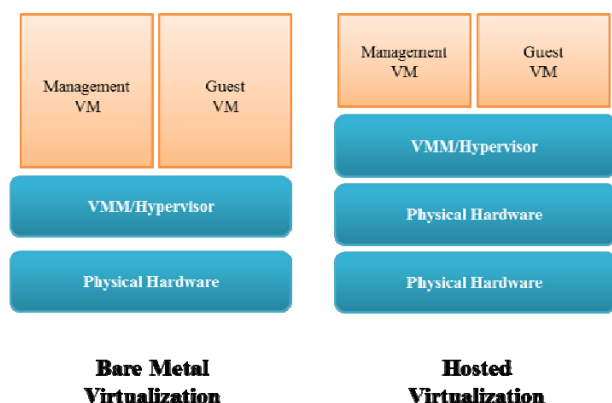 Management
VM
Guest
VM
VMM/Hypervisor
Physical Hardware
Bare Metal
Virtualization
Management
VM
Guest
VM
VMM/Hypervisor
Physical Hardware
Physical Hardware
Hosted
Virtualization